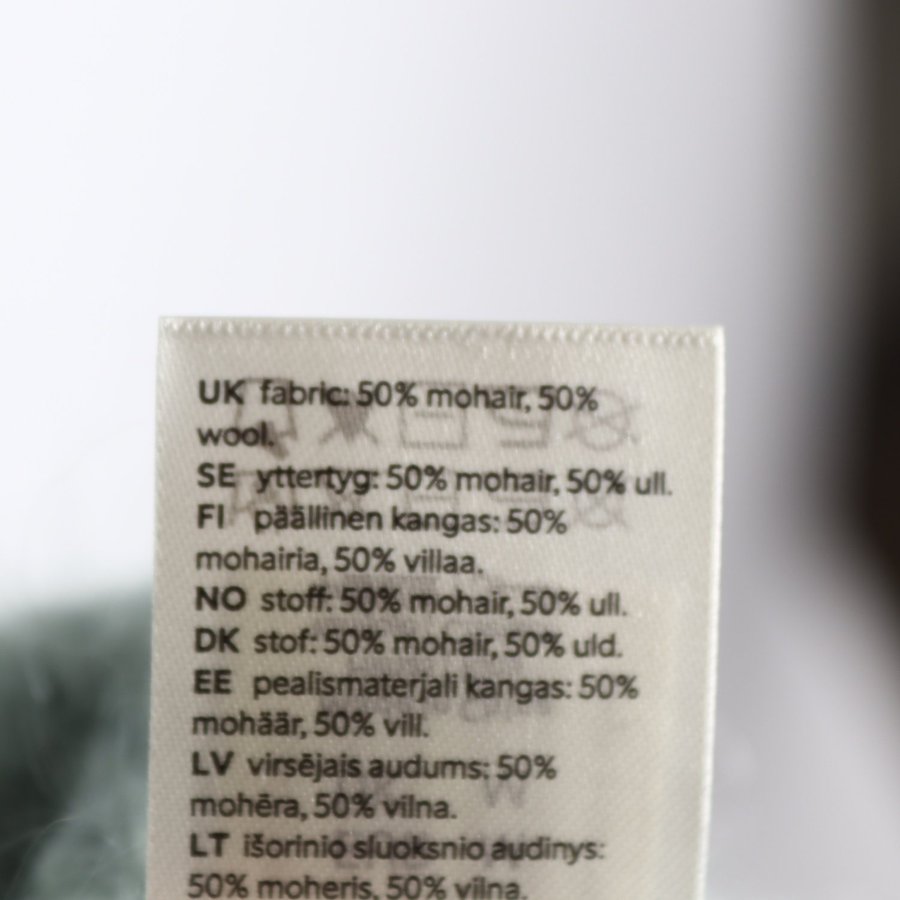 UK fabric: 50% mohair, 50%
wool.
SE yttertyg: 50% mohair, 50% ull.
FI päällinen kangas: 50%
mohairia, 50% villaa.
NO stoff: 50% mohair, 50% ull.
DK stof: 50% mohair, 50% uld.
EE pealismaterjali kangas: 50%
mohäär, 50% vill.
LV virsējais audums: 50%
mohēra, 50% vilna.
LT išorinio sluoksnio audinys:
50% moheris, 50% vilna.